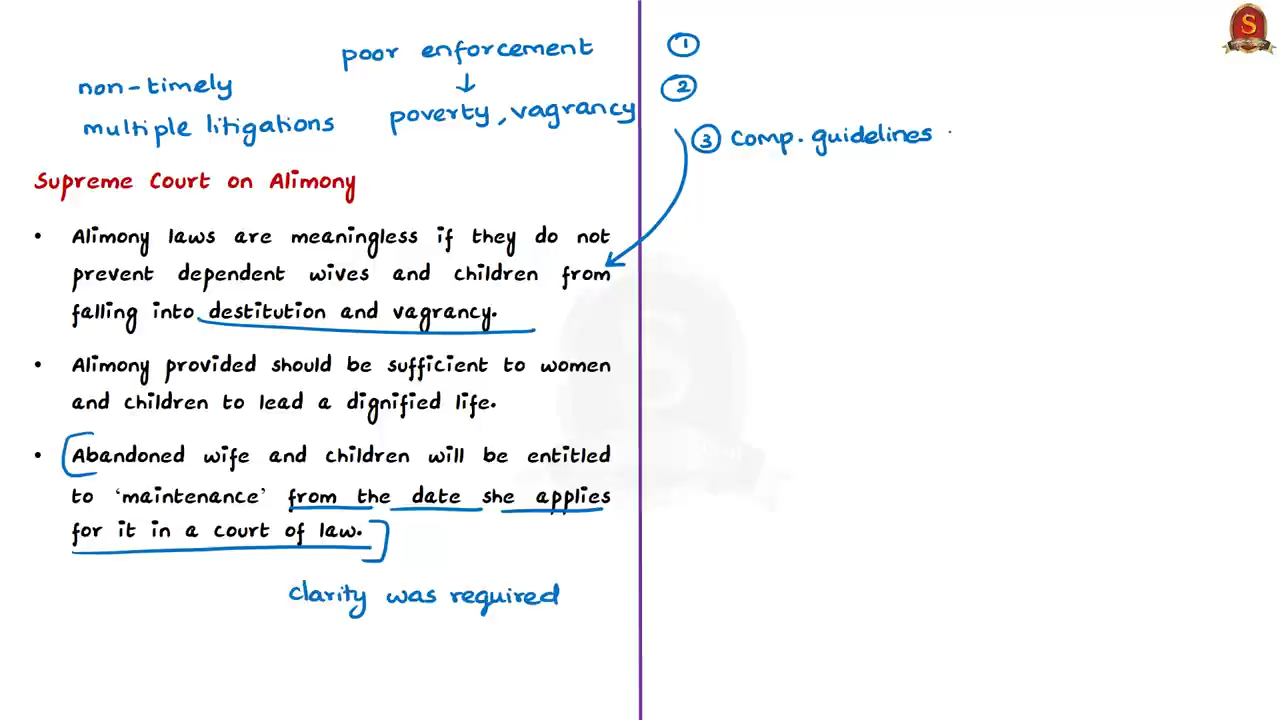 poor enforcement
↓
non-timely
poverty, vagrancy
multiple litigations
Supreme Court on Alimony
• Alimony laws are meaningless if they do not
prevent dependent wives and children from
falling into destitution and vagrancy.
• Alimony provided should be sufficient to women
and children to lead a dignified life.
• Abandoned wife and children will be entitled
to ‘maintenance’ from the date she applies
for it in a court of law.
clarity was required
①
②
③ comp. guidelines
S